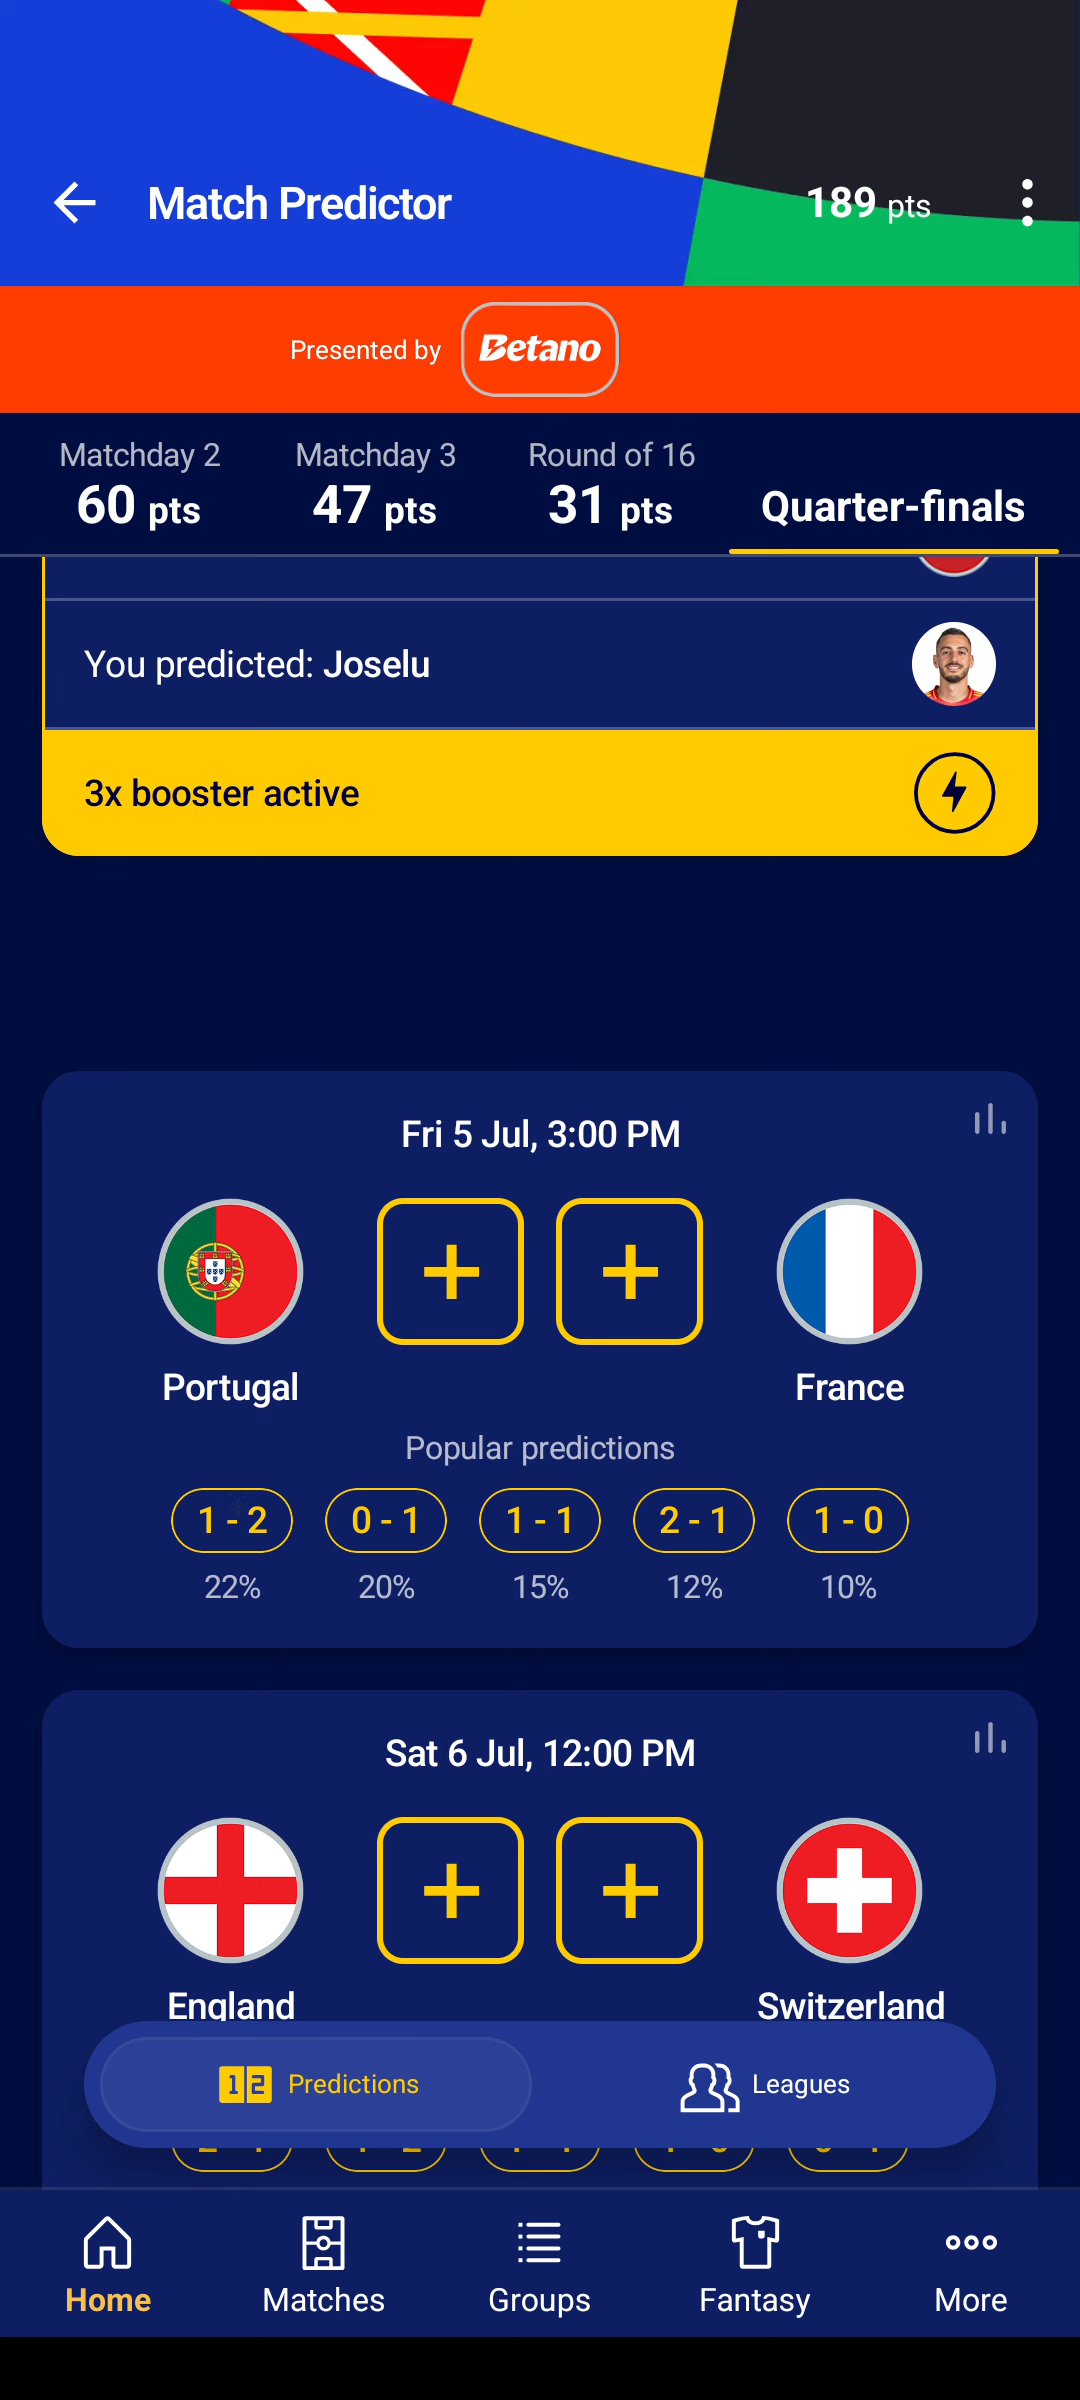 Match Predictor
189 pts
Presented by Betano
Matchday 2 Matchday 3 Round of 16
60 pts 47 pts 31 pts Quarter-finals
You predicted: Joselu
3x booster active
Fri 5 Jul, 3:00 PM
Portugal France
Popular predictions
1 - 2 0 - 1 1 - 1 2 - 1 1 - 0
22% 20% 15% 12% 10%
Sat 6 Jul, 12:00 PM
England Switzerland
12 Predictions Leagues
Home Matches Groups Fantasy More